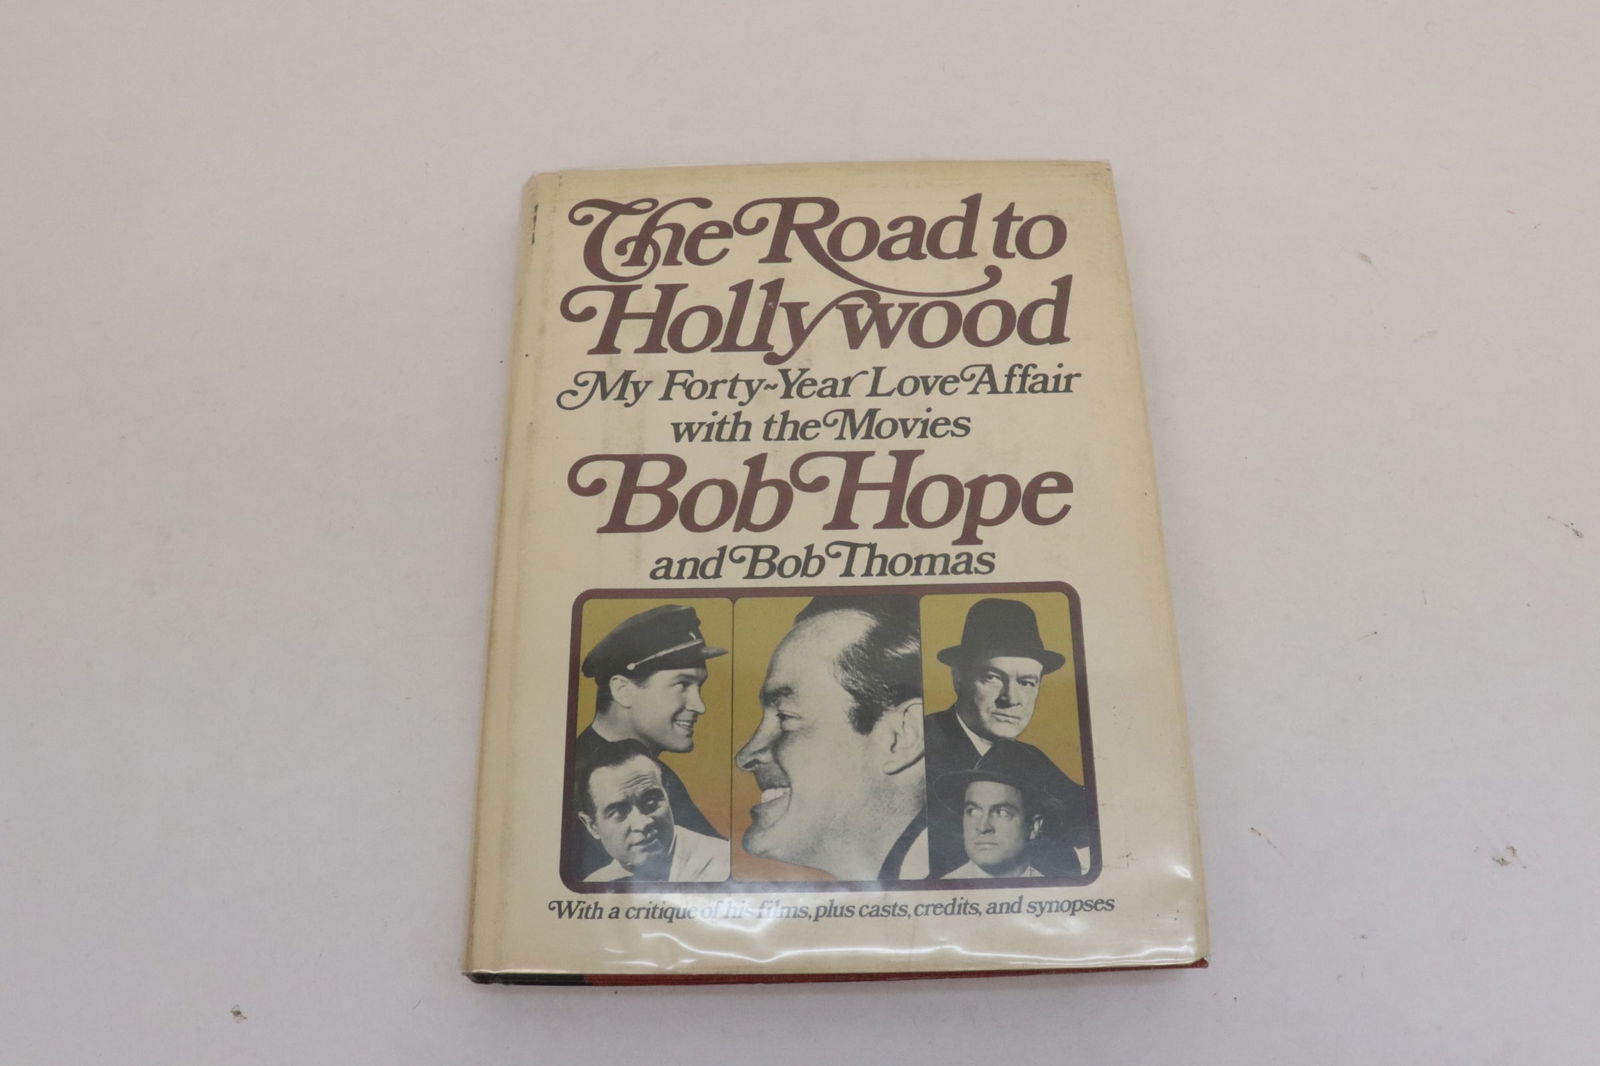 The Road to
Hollywood
My Forty~Year Love Affair
with the Movies
Bob Hope
and Bob Thomas
With a critique of his films, plus casts, credits, and synopses